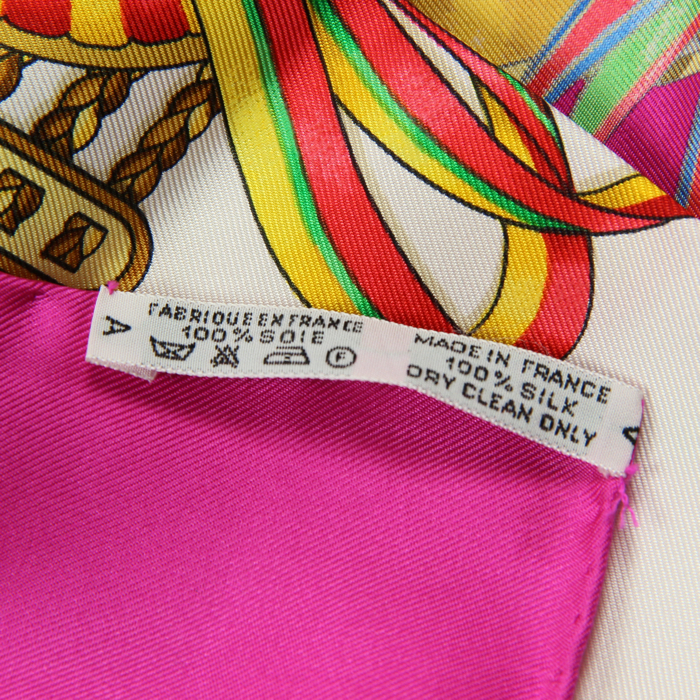 A
FABRIQUE EN FRANCE
100% SOIE
F
MADE IN FRANCE
100% SILK
DRY CLEAN ONLY
A